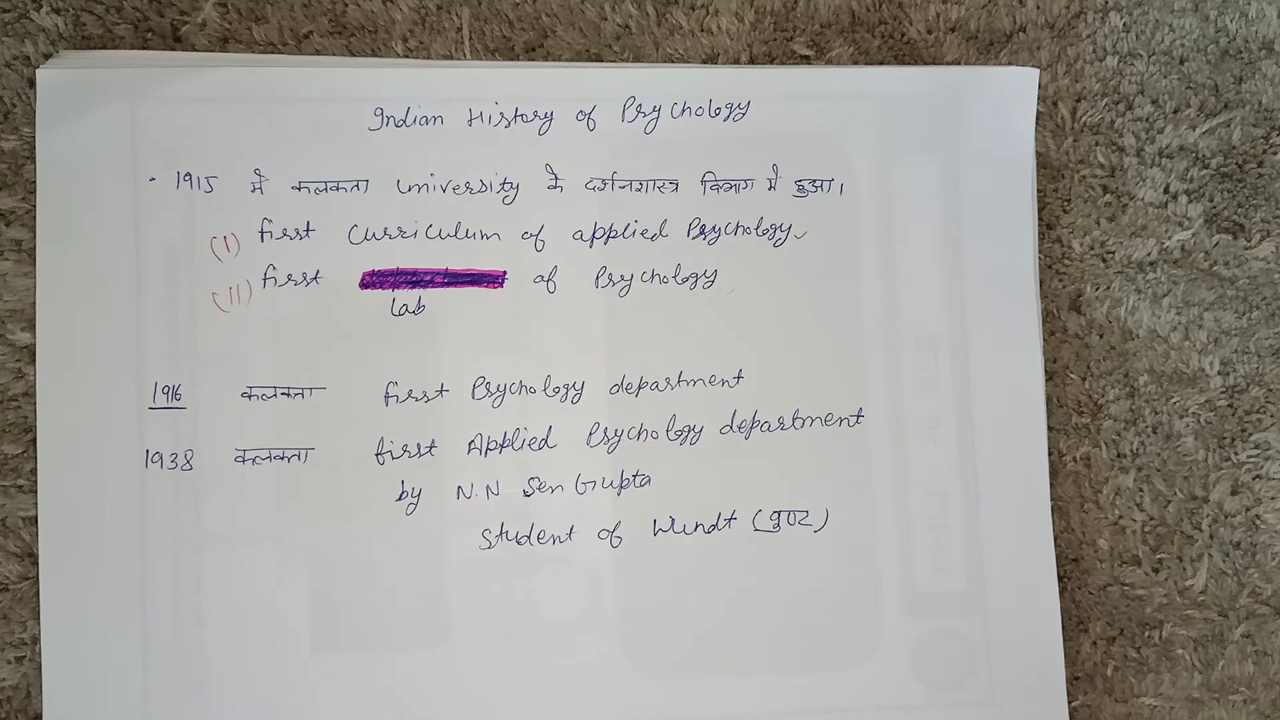 Indian History of Psychology
· 1915 में कलकता University के दर्शनशास्त्र विभाग में हुआ।
(I) first curriculum of applied Psychology
(II) first of Psychology
Lab
1916 कलकता first Psychology department
1938 कलकता first Applied Psychology department
by N.N Sen Gupta
Student of Wundt (वुण्ट)